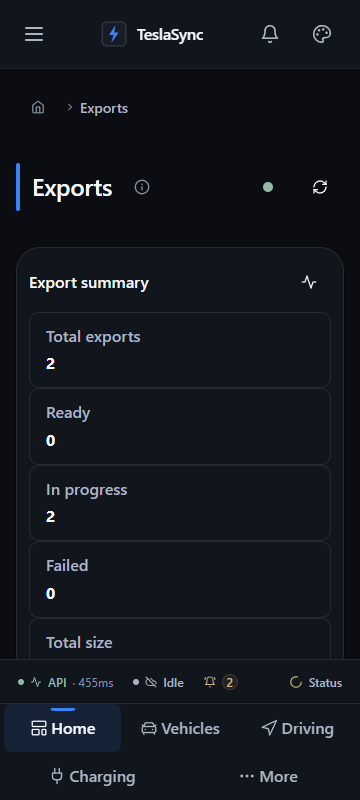 TeslaSync
Exports
Exports
Export summary
Total exports
2
Ready
0
In progress
2
Failed
0
Total size
API · 455ms Idle 2 Status
Home Vehicles Driving
Charging More